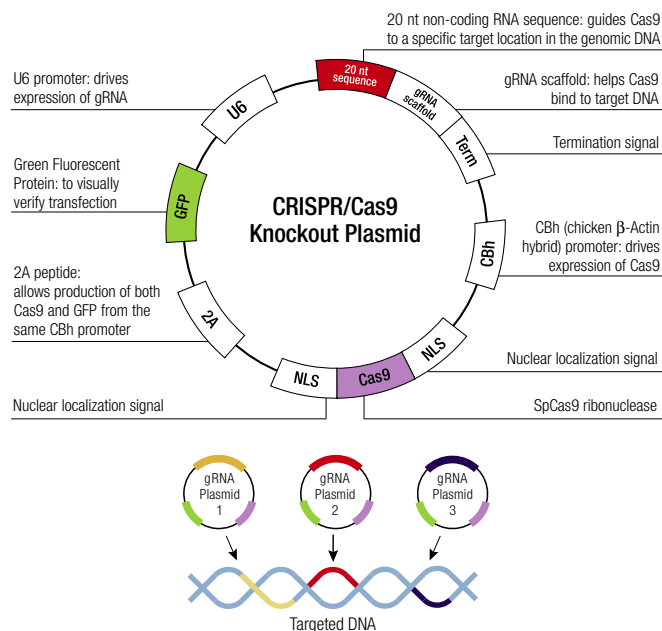 20 nt non-coding RNA sequence: guides Cas9
to a specific target location in the genomic DNA
U6 promoter: drives
expression of gRNA
20 nt
sequence
gRNA
scaffold
gRNA scaffold: helps Cas9
bind to target DNA
U6
Term
Termination signal
Green Fluorescent
Protein: to visually
verify transfection
GFP
CRISPR/Cas9
Knockout Plasmid
CBh
CBh (chicken β-Actin
hybrid) promoter: drives
expression of Cas9
2A peptide:
allows production of both
Cas9 and GFP from the
same CBh promoter
2A
NLS
Cas9
NLS
Nuclear localization signal
Nuclear localization signal
SpCas9 ribonuclease
gRNA
Plasmid
1
gRNA
Plasmid
2
gRNA
Plasmid
3
Targeted DNA